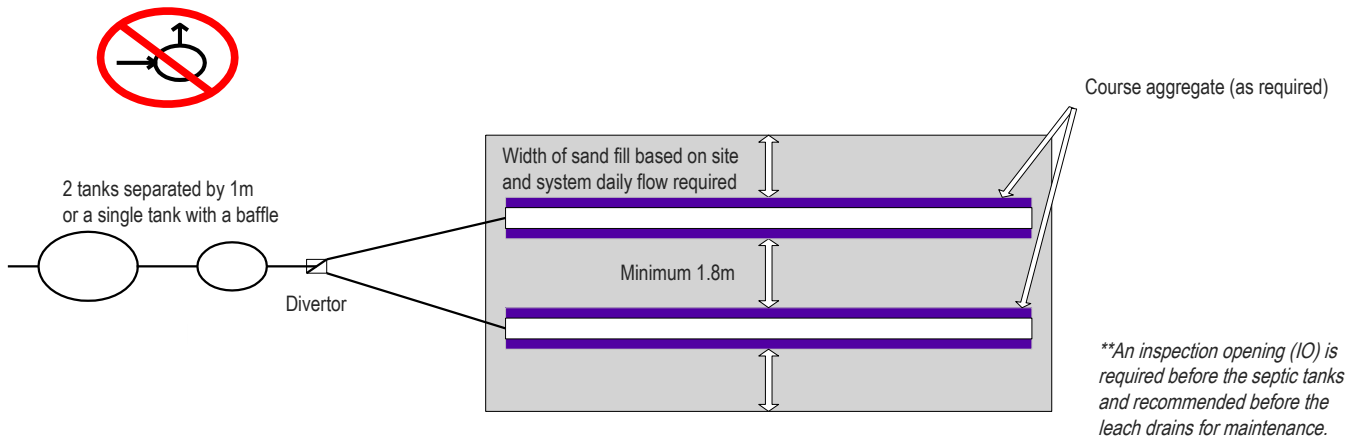 Course aggregate (as required)
Width of sand fill based on site
and system daily flow required
2 tanks separated by 1m
or a single tank with a baffle
Minimum 1.8m
Divertor
**An inspection opening (IO) is
required before the septic tanks
and recommended before the
leach drains for maintenance.